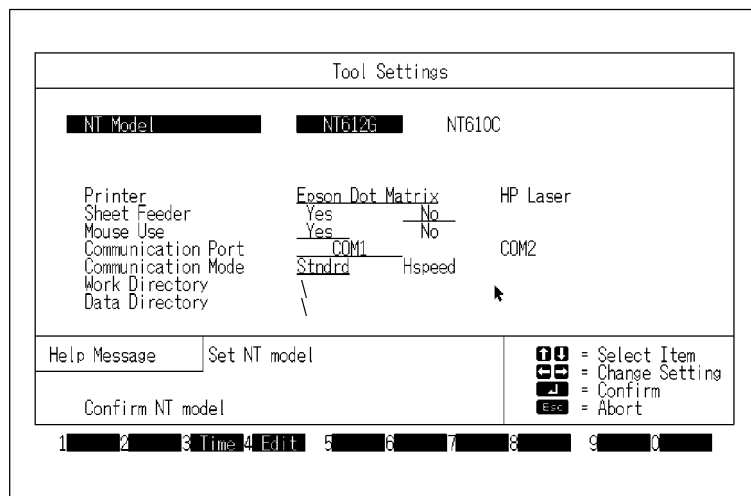 Tool Settings
NT Model NT612G NT610C
Printer Epson Dot Matrix HP Laser
Sheet Feeder Yes No
Mouse Use Yes No
Communication Port COM1 COM2
Communication Mode Stndrd Hspeed
Work Directory \
Data Directory \
Help Message Set NT model
Confirm NT model
↑↓ = Select Item
←→ = Change Setting
↵ = Confirm
Esc = Abort
1 2 3 Time 4 Edit 5 6 7 8 9 0